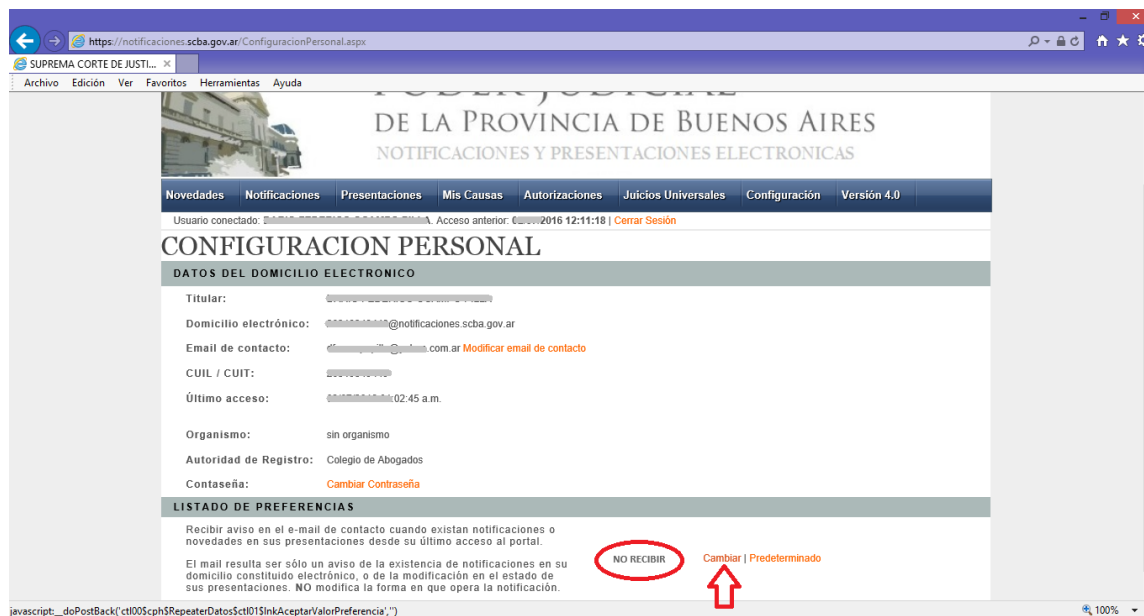 https://notificaciones.scba.gov.ar/ConfiguracionPersonal.aspx
SUPREMA CORTE DE JUSTI...
Archivo Edición Ver Favoritos Herramientas Ayuda
PODER JUDICIAL
DE LA PROVINCIA DE BUENOS AIRES
NOTIFICACIONES Y PRESENTACIONES ELECTRONICAS
Novedades Notificaciones Presentaciones Mis Causas Autorizaciones Juicios Universales Configuración Versión 4.0
Usuario conectado: Acceso anterior: 2016 12:11:18 | Cerrar Sesión
CONFIGURACION PERSONAL
DATOS DEL DOMICILIO ELECTRONICO
Titular:
Domicilio electrónico: @notificaciones.scba.gov.ar
Email de contacto: .com.ar Modificar email de contacto
CUIL / CUIT:
Último acceso: :02:45 a.m.
Organismo: sin organismo
Autoridad de Registro: Colegio de Abogados
Contaseña: Cambiar Contraseña
LISTADO DE PREFERENCIAS
Recibir aviso en el e-mail de contacto cuando existan notificaciones o
novedades en sus presentaciones desde su último acceso al portal.
NO RECIBIR Cambiar | Predeterminado
El mail resulta ser sólo un aviso de la existencia de notificaciones en su
domicilio constituido electrónico, o de la modificación en el estado de
sus presentaciones. NO modifica la forma en que opera la notificación.
javascript:__doPostBack('ctl00$cph$RepeaterDatos$ctl01$lnkAceptarValorPreferencia','')
100%